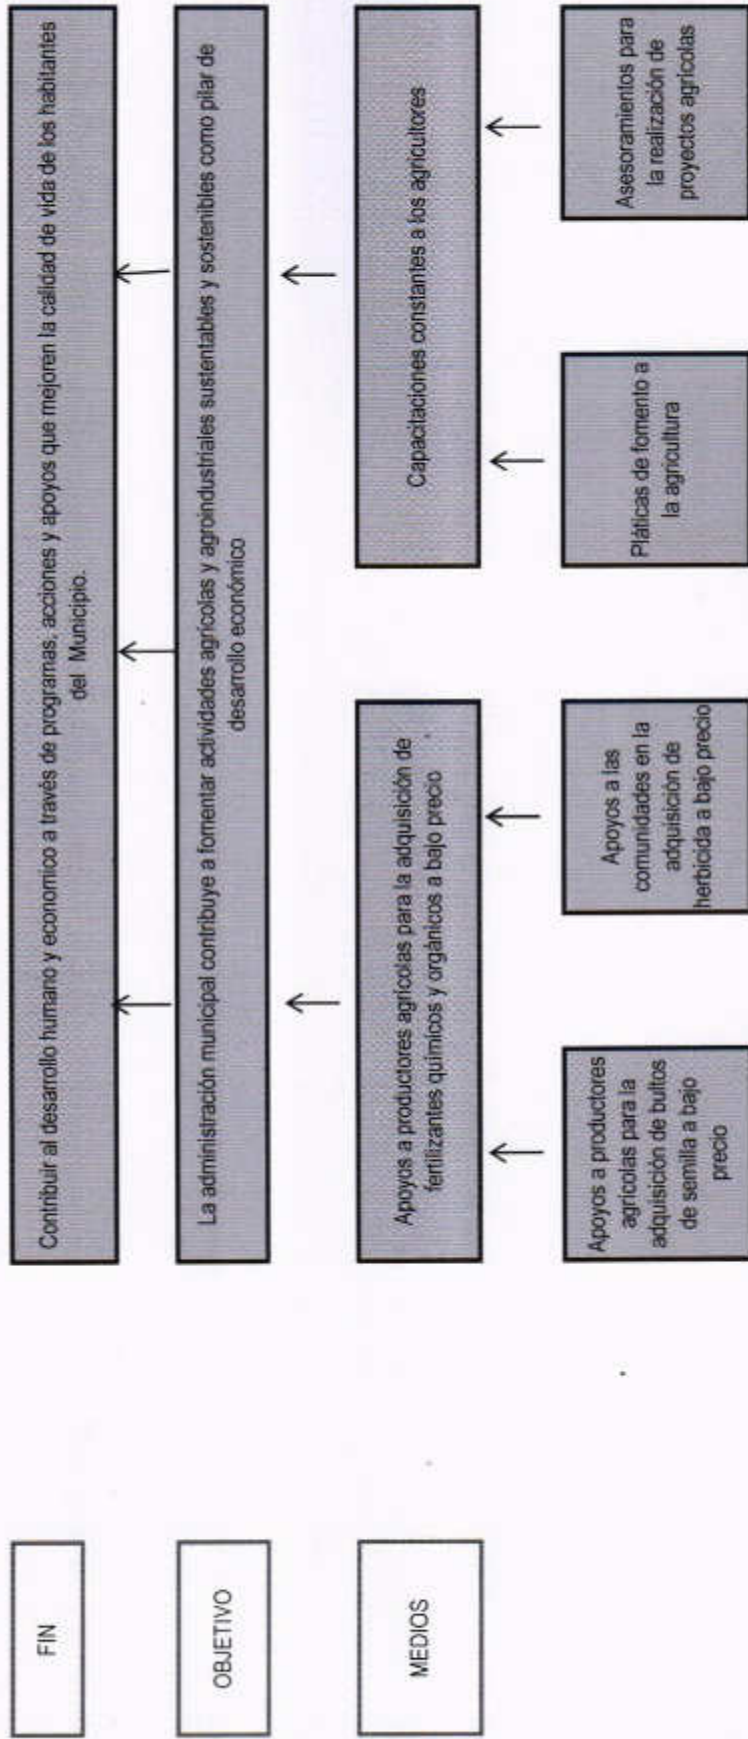 FIN
Contribuir al desarrollo humano y economico a través de programas, acciones y apoyos que mejoren la calidad de vida de los habitantes
del Municipio.
OBJETIVO
La administración municipal contribuye a fomentar actividades agrícolas y agroindustriales sustentables y sostenibles como pilar de
desarrollo económico
MEDIOS
Apoyos a productores agrícolas para la adquisición de
fertilizantes químicos y orgánicos a bajo precio
Capacitaciones constantes a los agricultores
Apoyos a productores
agrícolas para la
adquisición de bultos
de semilla a bajo
precio
Apoyos a las
comunidades en la
adquisición de
herbicida a bajo precio
Pláticas de fomento a
la agricultura
Asesoramientos para
la realización de
proyectos agrícolas